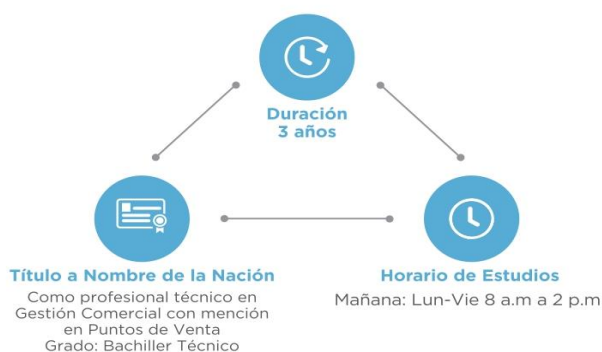 Duración
3 años
Título a Nombre de la Nación
Como profesional técnico en
Gestión Comercial con mención
en Puntos de Venta
Grado: Bachiller Técnico
Horario de Estudios
Mañana: Lun-Vie 8 a.m a 2 p.m